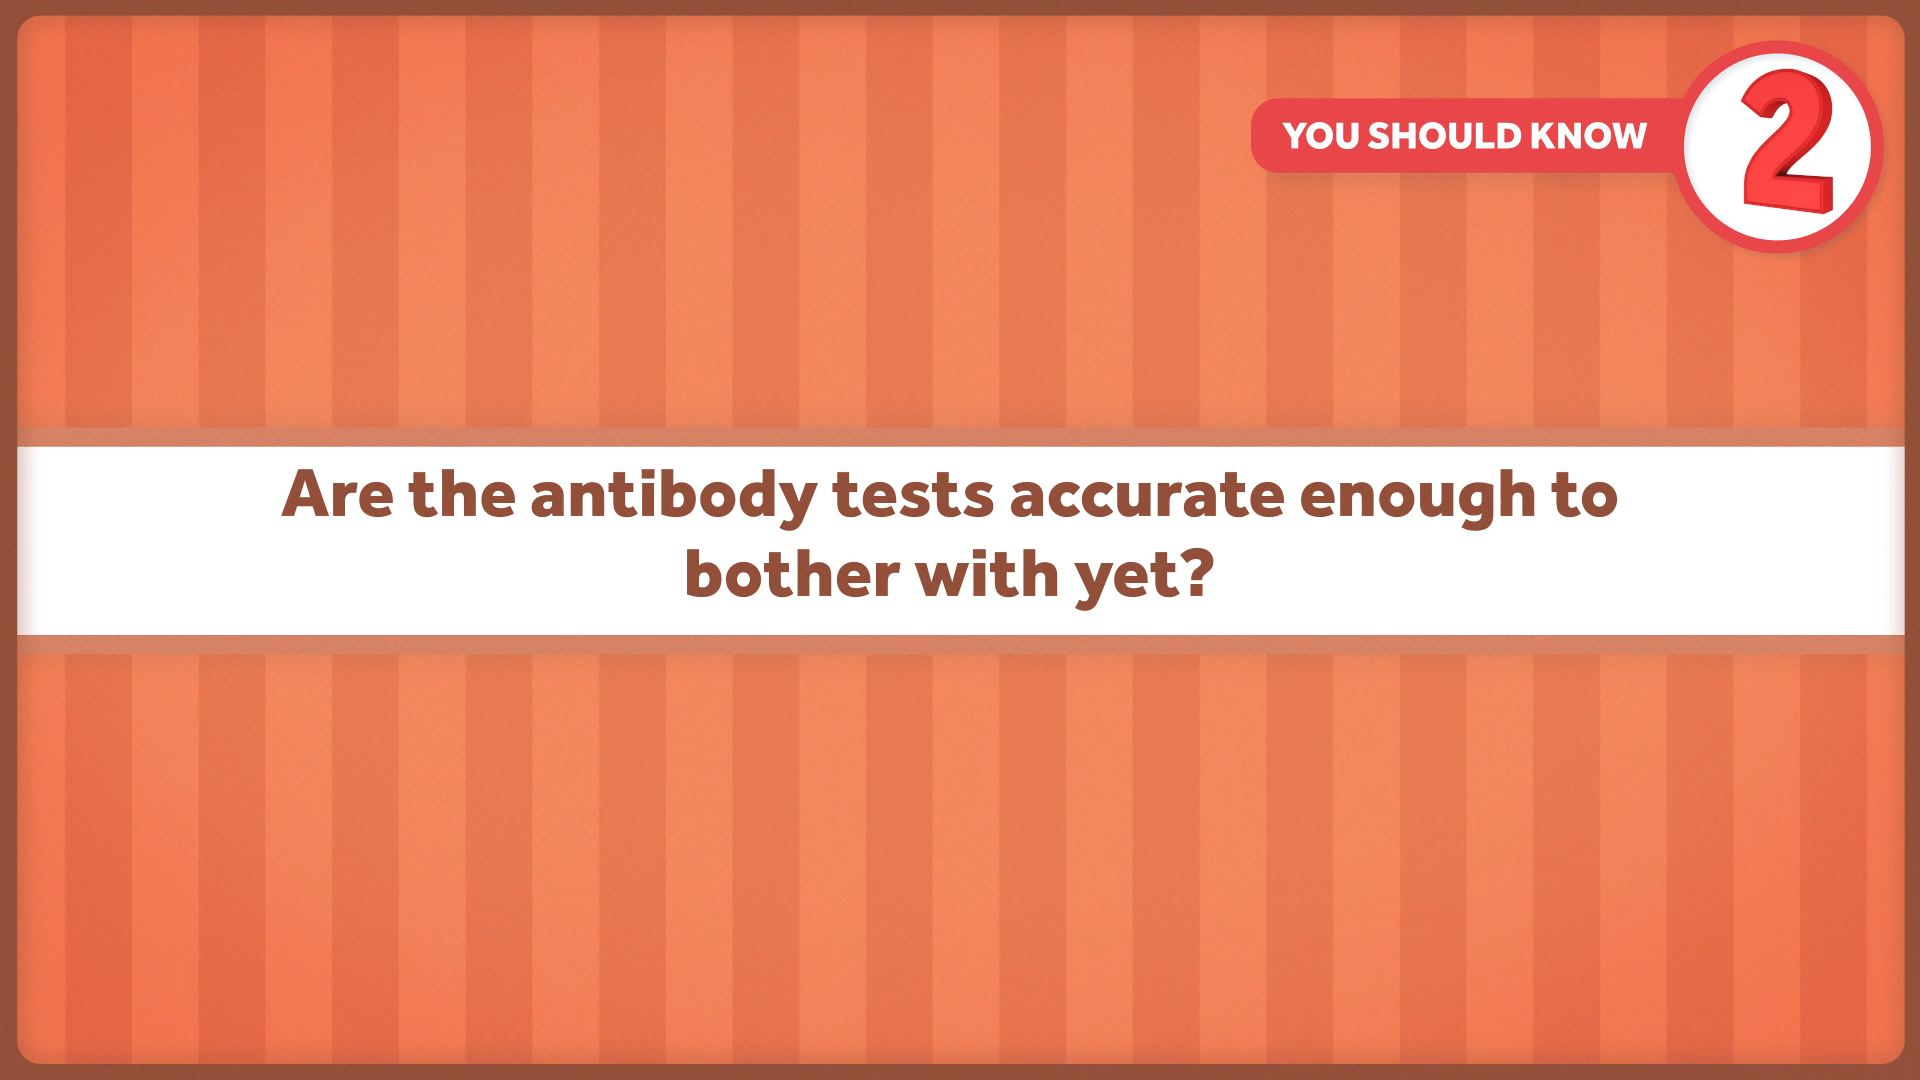 YOU SHOULD KNOW 2
Are the antibody tests accurate enough to
bother with yet?